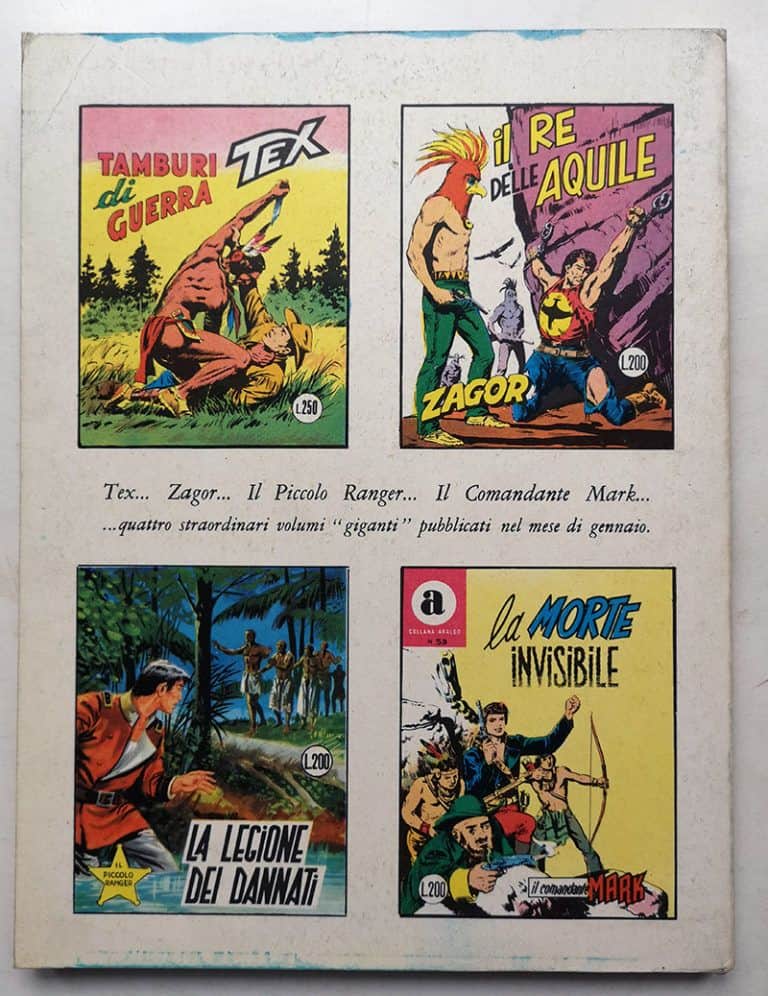 TAMBURI
di
GUERRA
TEX
L.250
il RE
DELLE AQUILE
L.200
ZAGOR
Tex... Zagor... Il Piccolo Ranger... Il Comandante Mark...
...quattro straordinari volumi "giganti" pubblicati nel mese di gennaio.
L.200
LA LEGIONE
DEI DANNATI
IL
PICCOLO
RANGER
a
COLLANA ARALDO
N 53
la MORTE
INVISIBILE
L.200
il comandante MARK